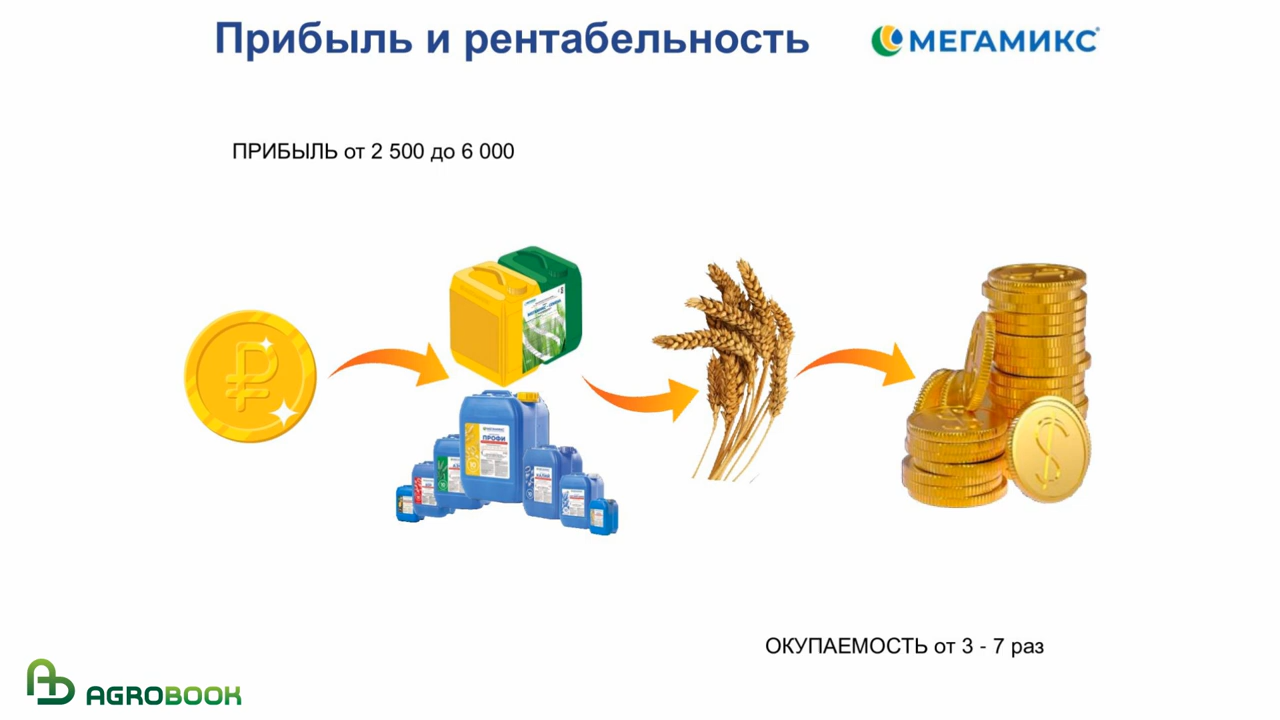 Прибыль и рентабельность
МЕГАМИКС
ПРИБЫЛЬ от 2 500 до 6 000
ПРОФИ
ОКУПАЕМОСТЬ от 3 - 7 раз
AGROBOOK